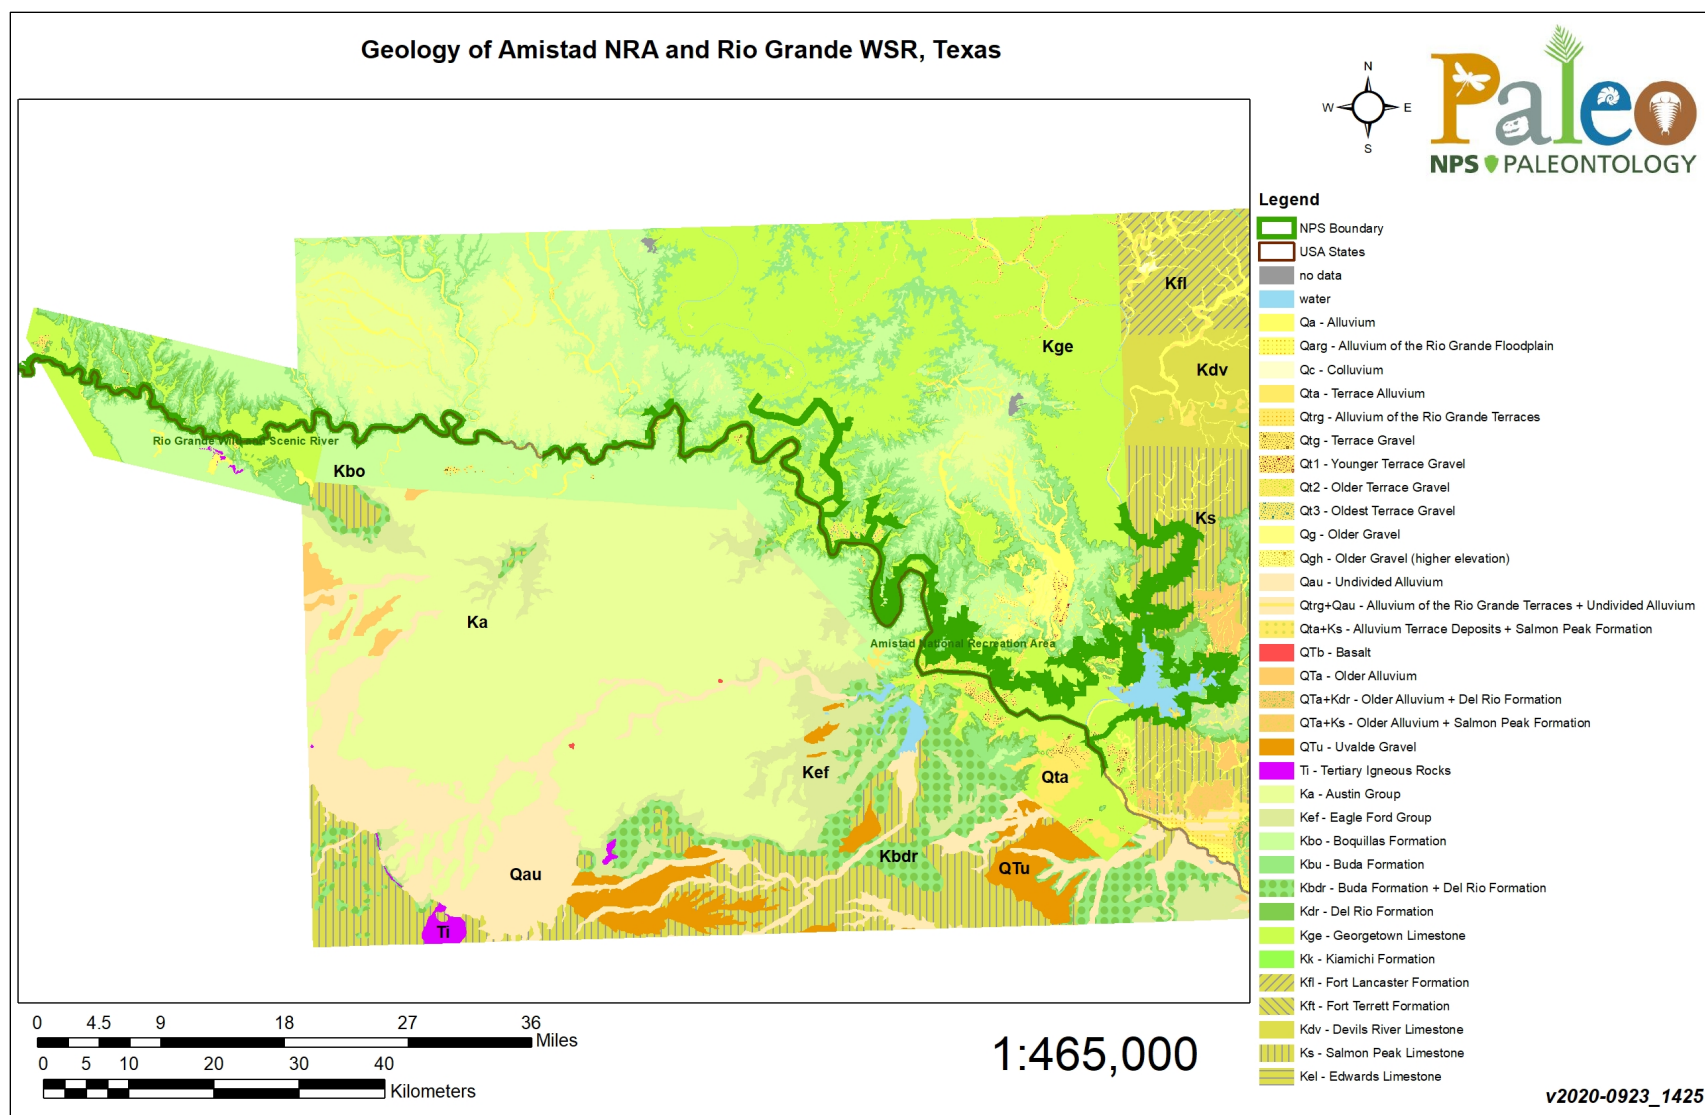 Geology of Amistad NRA and Rio Grande WSR, Texas
N
W E
S
Paleo
NPS PALEONTOLOGY
Legend
NPS Boundary
USA States
no data
water
Qa - Alluvium
Qarg - Alluvium of the Rio Grande Floodplain
Qc - Colluvium
Qta - Terrace Alluvium
Qtrg - Alluvium of the Rio Grande Terraces
Qtg - Terrace Gravel
Qt1 - Younger Terrace Gravel
Qt2 - Older Terrace Gravel
Qt3 - Oldest Terrace Gravel
Qg - Older Gravel
Qgh - Older Gravel (higher elevation)
Qau - Undivided Alluvium
Qtrg+Qau - Alluvium of the Rio Grande Terraces + Undivided Alluvium
Qta+Ks - Alluvium Terrace Deposits + Salmon Peak Formation
QTb - Basalt
QTa - Older Alluvium
QTa+Kdr - Older Alluvium + Del Rio Formation
QTa+Ks - Older Alluvium + Salmon Peak Formation
QTu - Uvalde Gravel
Ti - Tertiary Igneous Rocks
Ka - Austin Group
Kef - Eagle Ford Group
Kbo - Boquillas Formation
Kbu - Buda Formation
Kbdr - Buda Formation + Del Rio Formation
Kdr - Del Rio Formation
Kge - Georgetown Limestone
Kk - Kiamichi Formation
Kfl - Fort Lancaster Formation
Kft - Fort Terrett Formation
Kdv - Devils River Limestone
Ks - Salmon Peak Limestone
Kel - Edwards Limestone
Kfl
Kge
Kdv
Rio Grande Wild and Scenic River
Kbo
Ks
Ka
Amistad National Recreation Area
Kef
Qta
Kbdr
QTu
Qau
Ti
0 4.5 9 18 27 36
Miles
0 5 10 20 30 40
Kilometers
1:465,000
v2020-0923_1425